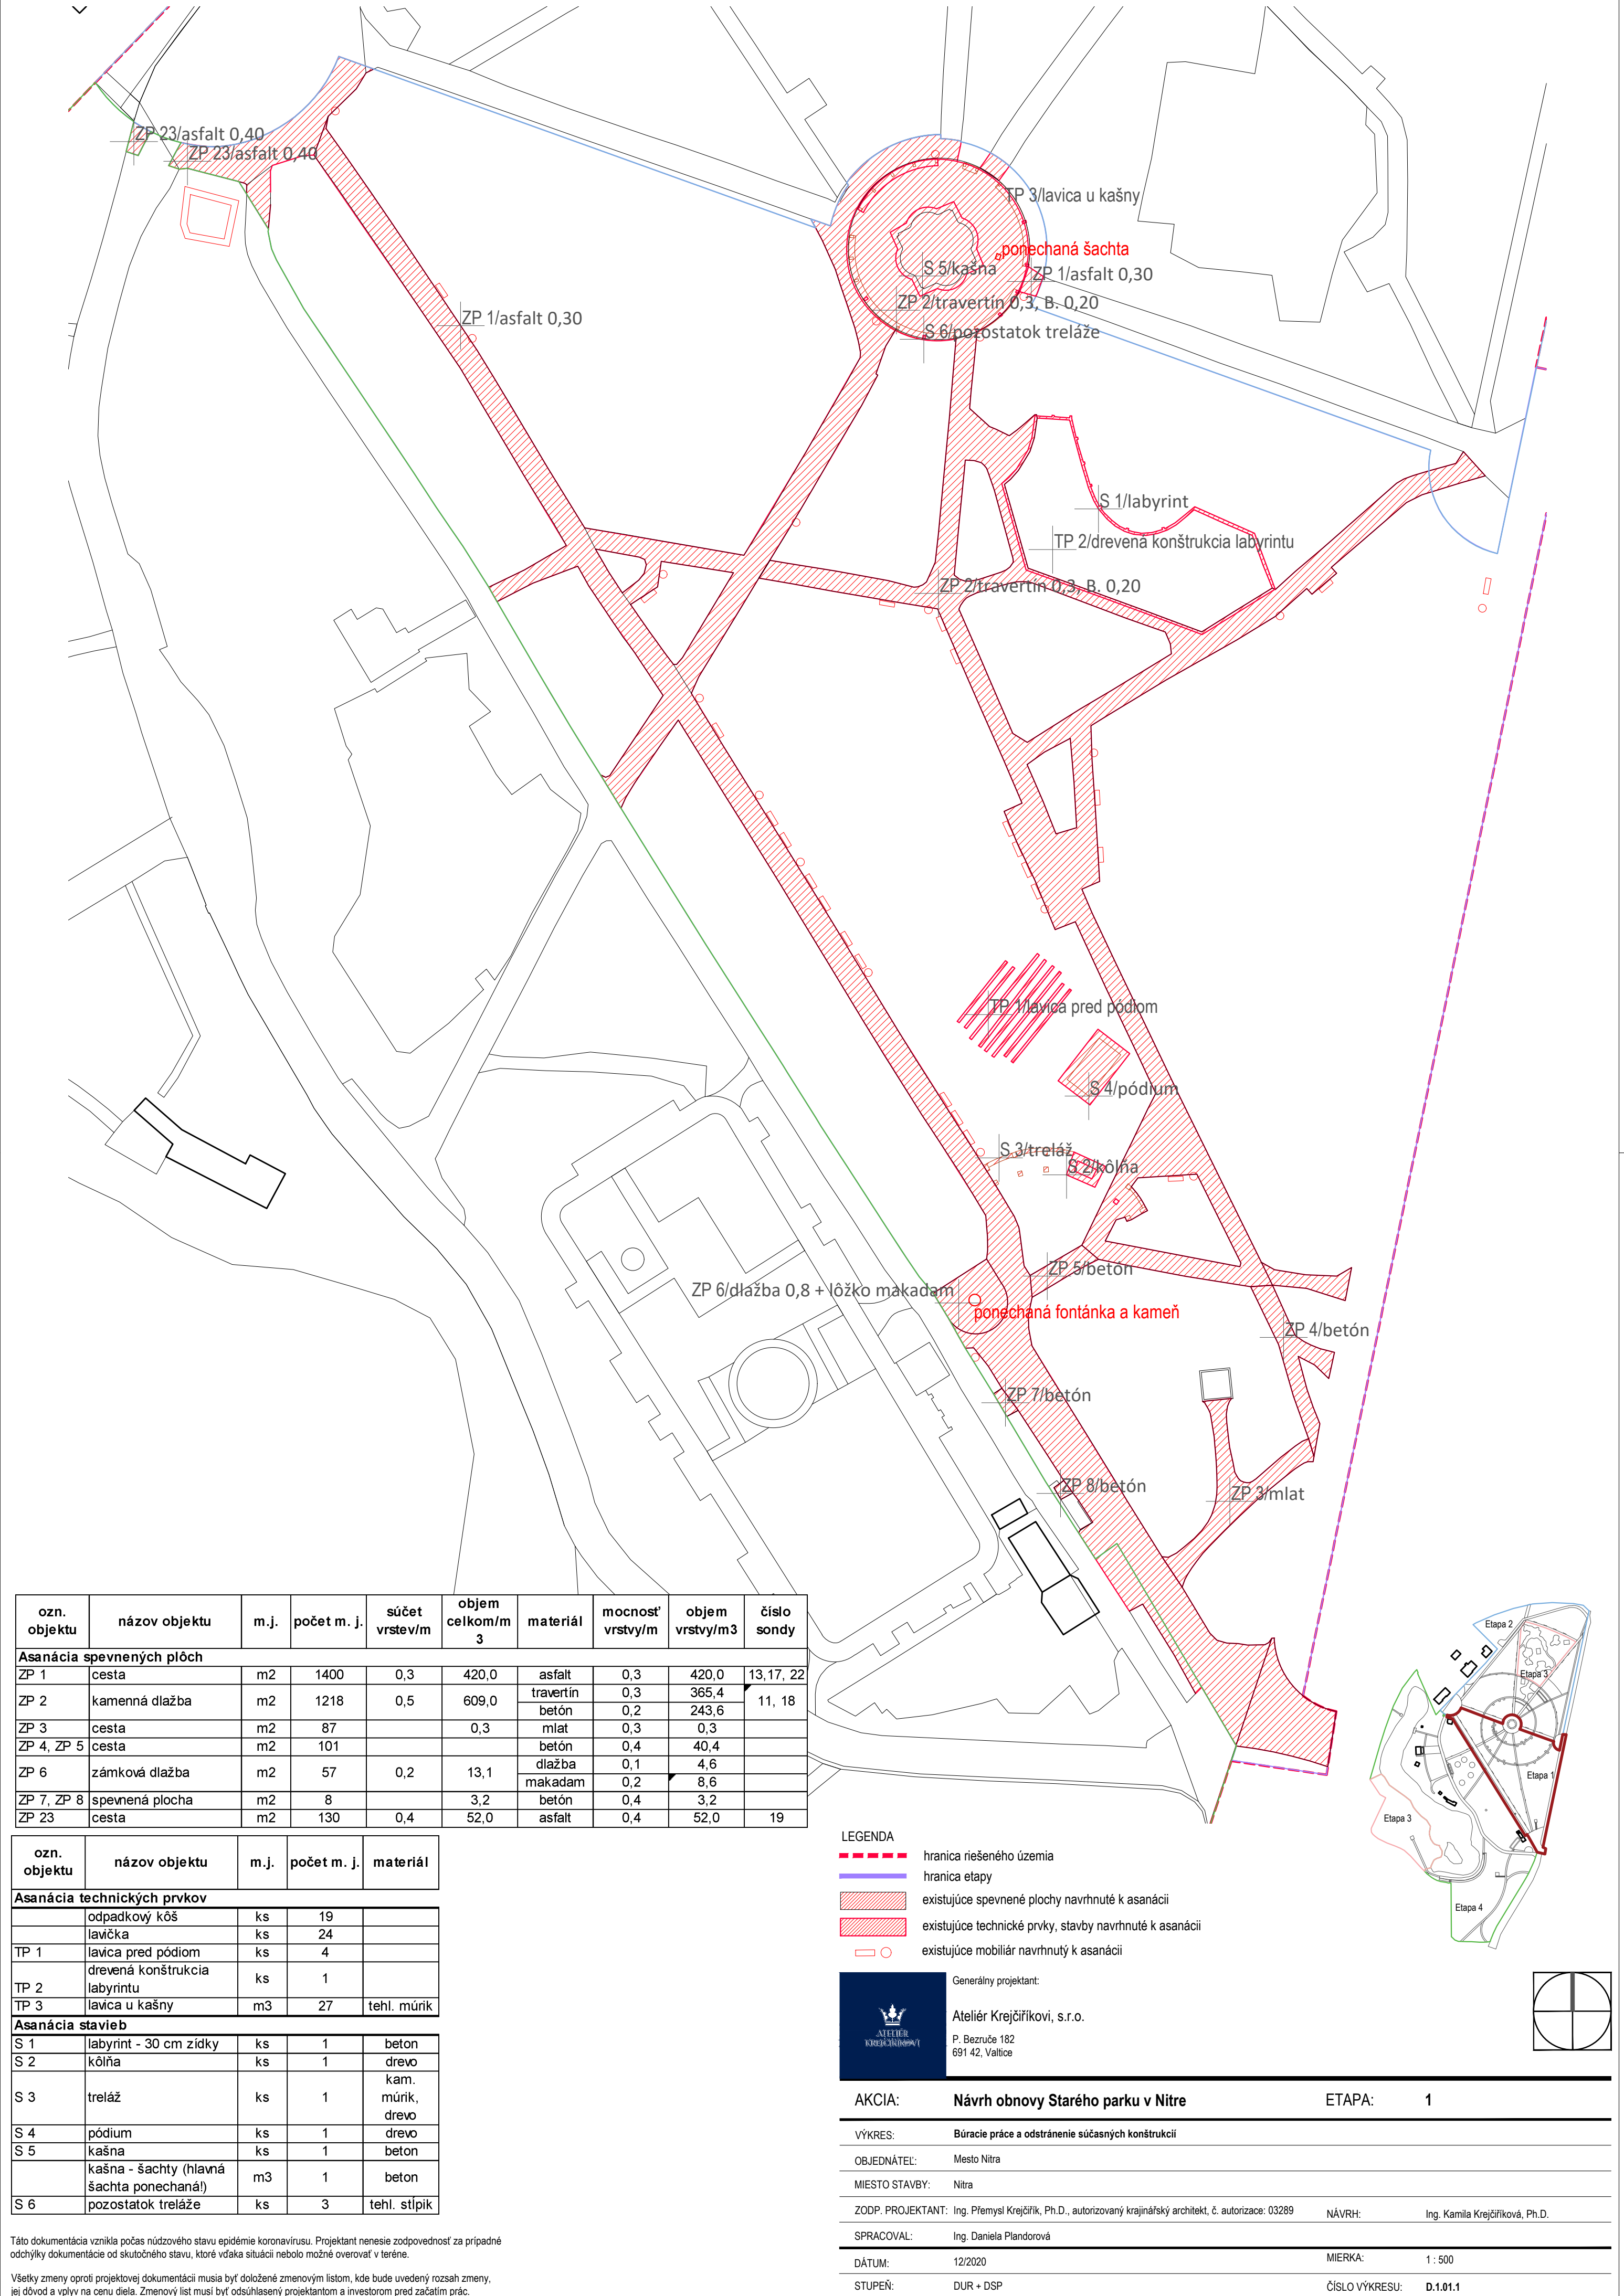 ZP 23/asfalt 0,40
ZP 23/asfalt 0,40
TP 3/lavica u kašny
ponechaná šachta
S 5/kašna
ZP 1/asfalt 0,30
ZP 2/travertín 0,3, B. 0,20
ZP 1/asfalt 0,30
S 6/pozostatok treláže
S 1/labyrint
TP 2/drevená konštrukcia labyrintu
ZP 2/travertín 0,3, B. 0,20
TP 1/lavica pred pódiom
S 4/pódium
S 3/treláž
S 2/kôlňa
ZP 5/betón
ZP 6/dlažba 0,8 + lôžko makadam
ponechaná fontánka a kameň
ZP 4/betón
ZP 7/betón
ZP 8/betón
ZP 3/mlat
ozn. objektu názov objektu m.j. počet m. j. súčet vrstev/m objem celkom/m 3 materiál mocnosť vrstvy/m objem vrstvy/m3 číslo sondy
Asanácia spevnených plôch
ZP 1 cesta m2 1400 0,3 420,0 asfalt 0,3 420,0 13,17, 22
ZP 2 kamenná dlažba m2 1218 0,5 609,0 travertín 0,3 365,4 11, 18
betón 0,2 243,6
ZP 3 cesta m2 87 0,3 mlat 0,3 0,3
ZP 4, ZP 5 cesta m2 101 betón 0,4 40,4
ZP 6 zámková dlažba m2 57 0,2 13,1 dlažba 0,1 4,6
makadam 0,2 8,6
ZP 7, ZP 8 spevnená plocha m2 8 3,2 betón 0,4 3,2
ZP 23 cesta m2 130 0,4 52,0 asfalt 0,4 52,0 19
ozn. objektu názov objektu m.j. počet m. j. materiál
Asanácia technických prvkov
odpadkový kôš ks 19
lavička ks 24
TP 1 lavica pred pódiom ks 4
TP 2 drevená konštrukcia labyrintu ks 1
TP 3 lavica u kašny m3 27 tehl. múrik
Asanácia stavieb
S 1 labyrint - 30 cm zídky ks 1 beton
S 2 kôlňa ks 1 drevo
S 3 treláž ks 1 kam. múrik, drevo
S 4 pódium ks 1 drevo
S 5 kašna ks 1 beton
kašna - šachty (hlavná šachta ponechaná!) m3 1 beton
S 6 pozostatok treláže ks 3 tehl. stĺpik
Táto dokumentácia vznikla počas núdzového stavu epidémie koronavírusu. Projektant nenesie zodpovednosť za prípadné
odchýlky dokumentácie od skutočného stavu, ktoré vďaka situácii nebolo možné overovať v teréne.
Všetky zmeny oproti projektovej dokumentácii musia byť doložené zmenovým listom, kde bude uvedený rozsah zmeny,
jej dôvod a vplyv na cenu diela. Zmenový list musí byť odsúhlasený projektantom a investorom pred začatím prác.
LEGENDA
hranica riešeného územia
hranica etapy
existujúce spevnené plochy navrhnuté k asanácii
existujúce technické prvky, stavby navrhnuté k asanácii
existujúce mobiliár navrhnutý k asanácii
Etapa 2
Etapa 3
Etapa 1
Etapa 3
Etapa 4
ATELIÉR
KREJČIŘÍKOVI
Generálny projektant:
Ateliér Krejčiříkovi, s.r.o.
P. Bezruče 182
691 42, Valtice
AKCIA: Návrh obnovy Starého parku v Nitre ETAPA: 1
VÝKRES: Búracie práce a odstránenie súčasných konštrukcií
OBJEDNÁTEĽ: Mesto Nitra
MIESTO STAVBY: Nitra
ZODP. PROJEKTANT: Ing. Přemysl Krejčiřík, Ph.D., autorizovaný krajinářský architekt, č. autorizace: 03289 NÁVRH: Ing. Kamila Krejčiříková, Ph.D.
SPRACOVAL: Ing. Daniela Plandorová
DÁTUM: 12/2020 MIERKA: 1 : 500
STUPEŇ: DUR + DSP ČÍSLO VÝKRESU: D.1.01.1